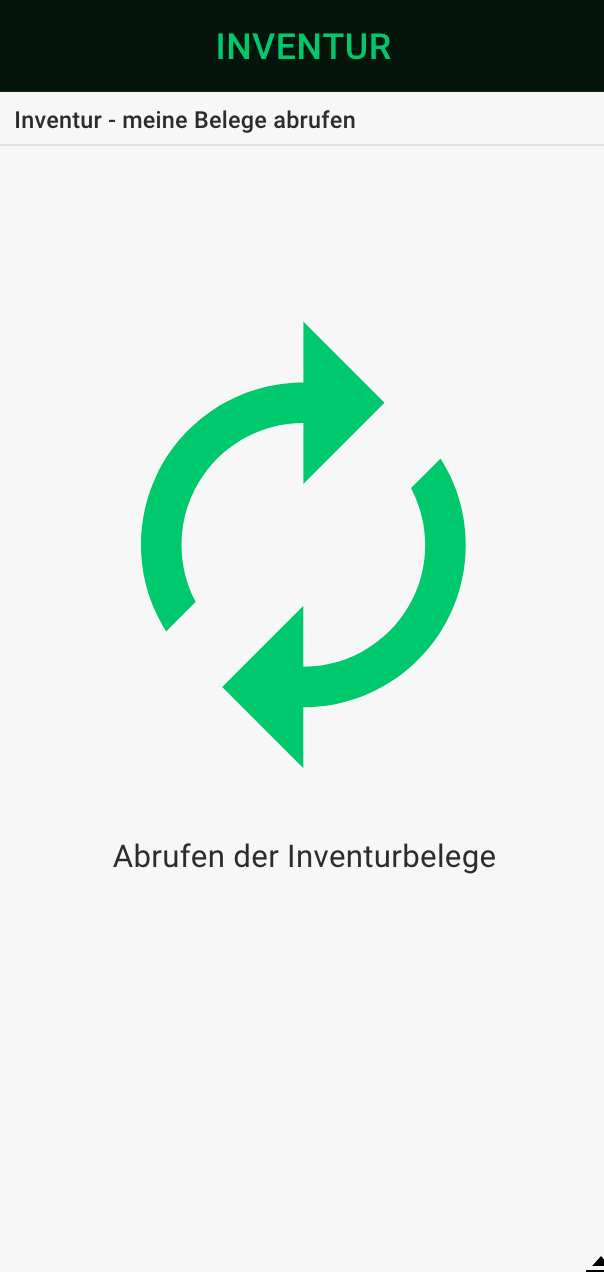 INVENTUR
Inventur - meine Belege abrufen
Abrufen der Inventurbelege